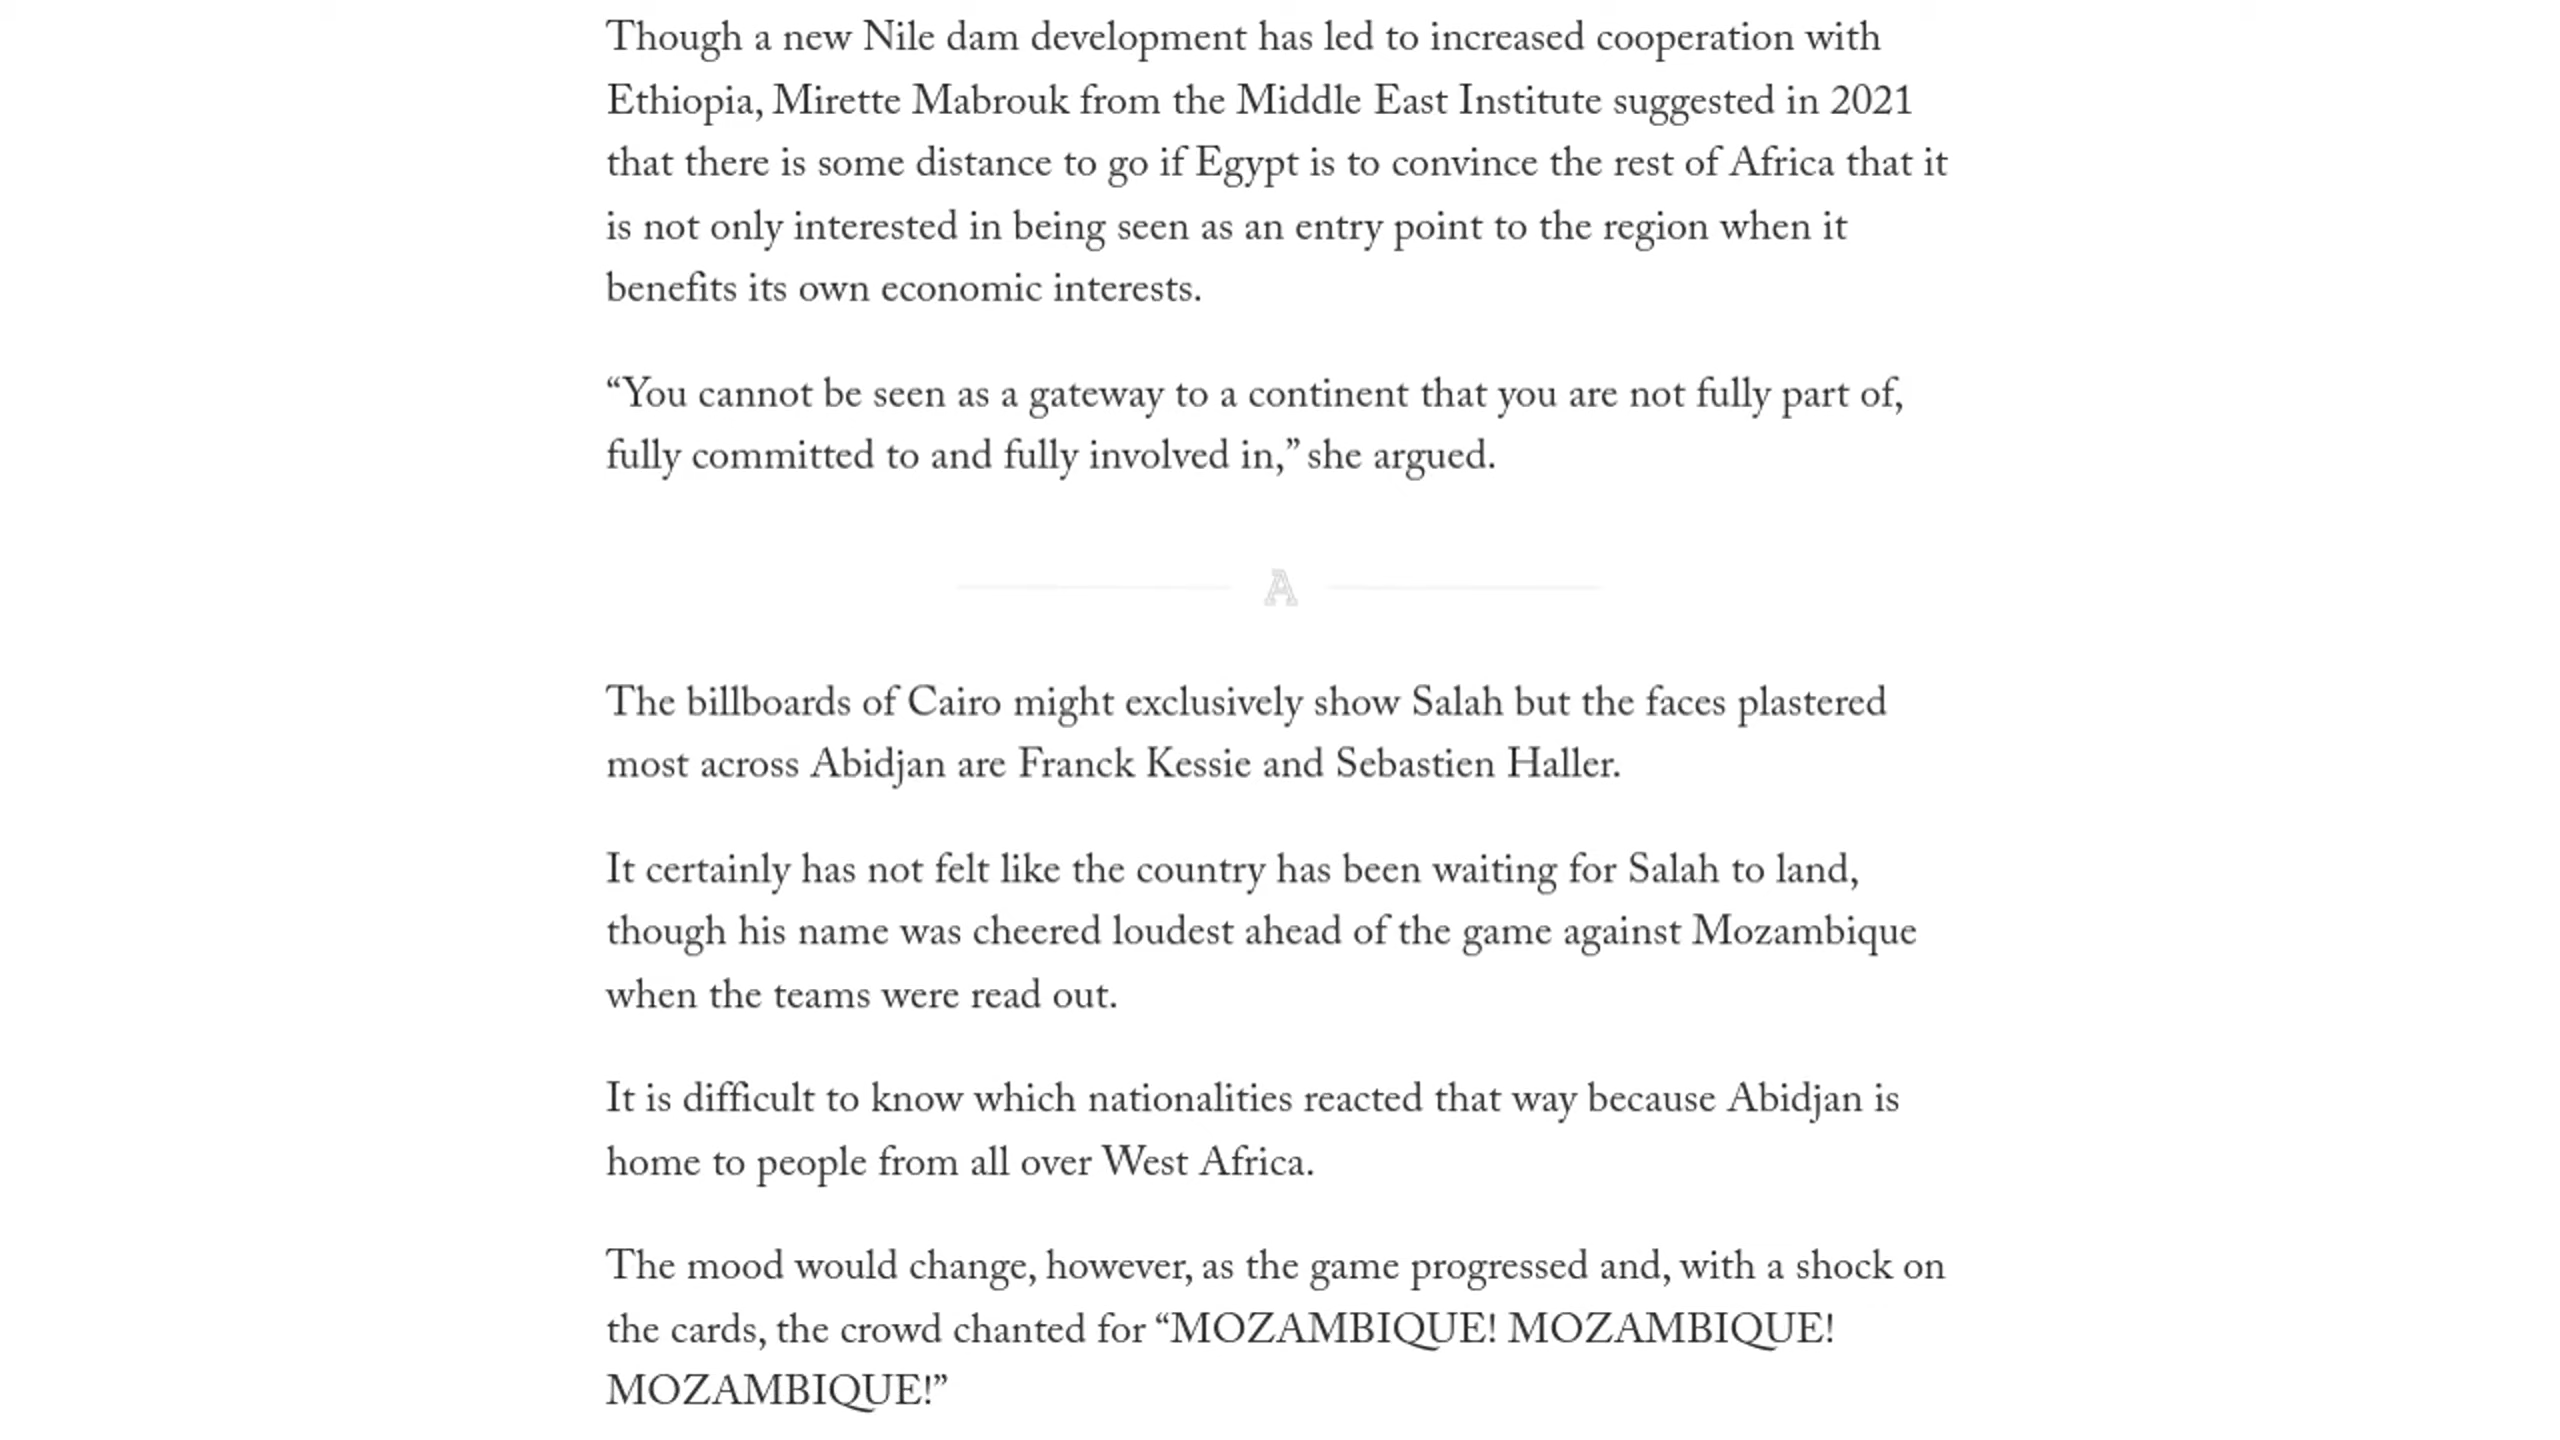 Though a new Nile dam development has led to increased cooperation with
Ethiopia, Mirette Mabrouk from the Middle East Institute suggested in 2021
that there is some distance to go if Egypt is to convince the rest of Africa that it
is not only interested in being seen as an entry point to the region when it
benefits its own economic interests.
“You cannot be seen as a gateway to a continent that you are not fully part of,
fully committed to and fully involved in,” she argued.
A
The billboards of Cairo might exclusively show Salah but the faces plastered
most across Abidjan are Franck Kessie and Sebastien Haller.
It certainly has not felt like the country has been waiting for Salah to land,
though his name was cheered loudest ahead of the game against Mozambique
when the teams were read out.
It is difficult to know which nationalities reacted that way because Abidjan is
home to people from all over West Africa.
The mood would change, however, as the game progressed and, with a shock on
the cards, the crowd chanted for “MOZAMBIQUE! MOZAMBIQUE!
MOZAMBIQUE!”